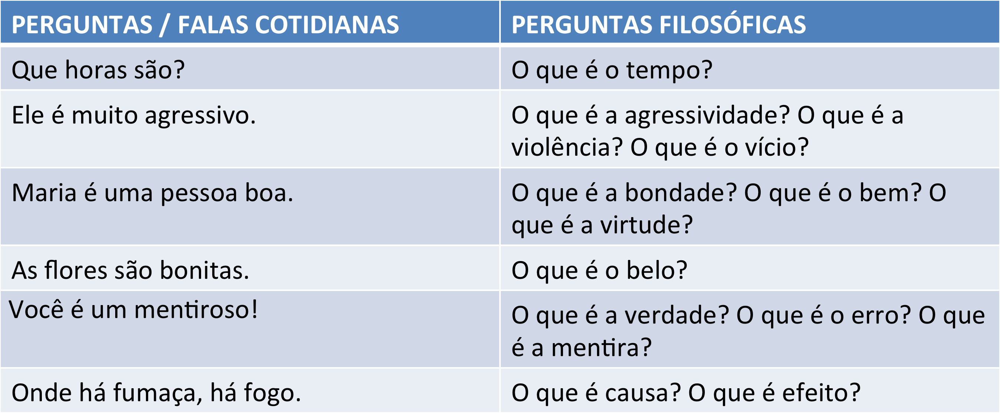 PERGUNTAS / FALAS COTIDIANAS
PERGUNTAS FILOSÓFICAS
Que horas são?
O que é o tempo?
Ele é muito agressivo.
O que é a agressividade? O que é a
violência? O que é o vício?
Maria é uma pessoa boa.
O que é a bondade? O que é o bem? O
que é a virtude?
As flores são bonitas.
O que é o belo?
Você é um mentiroso!
O que é a verdade? O que é o erro? O que
é a mentira?
Onde há fumaça, há fogo.
O que é causa? O que é efeito?